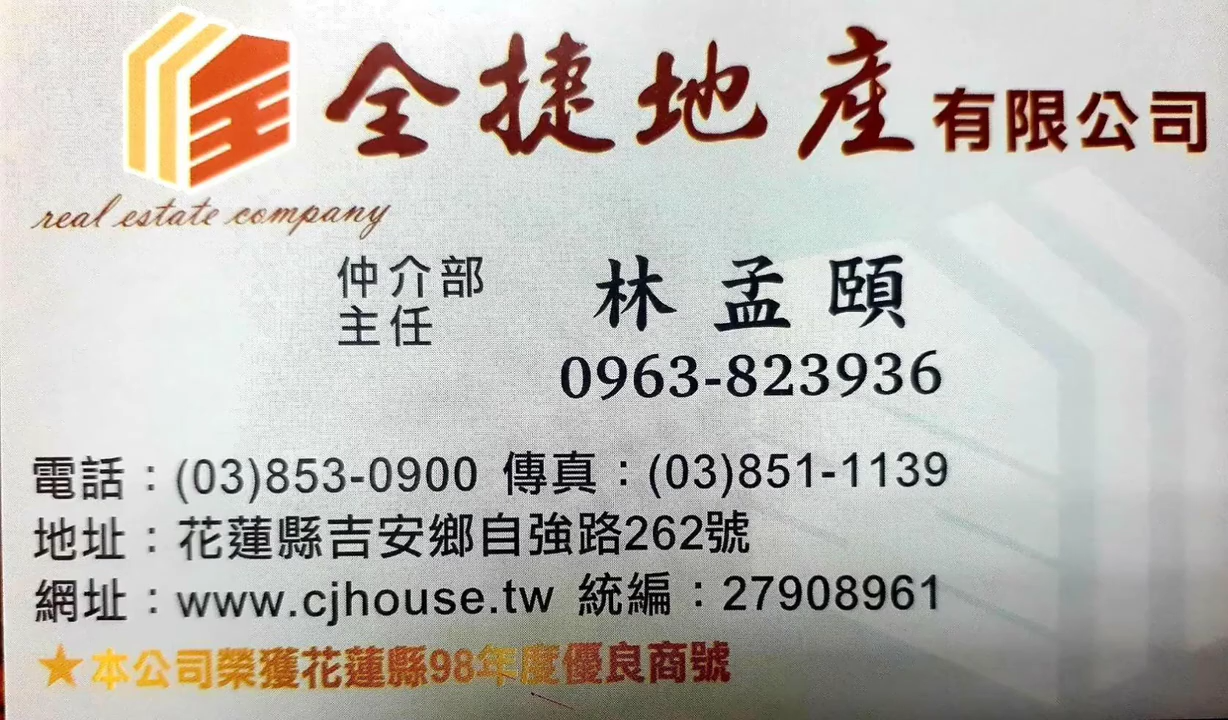 全捷地產有限公司
real estate company
仲介部
主任
林孟頤
0963-823936
電話：(03)853-0900 傳真：(03)851-1139
地址：花蓮縣吉安鄉自強路262號
網址：www.cjhouse.tw 統編：27908961
★本公司榮獲花蓮縣98年度優良商號